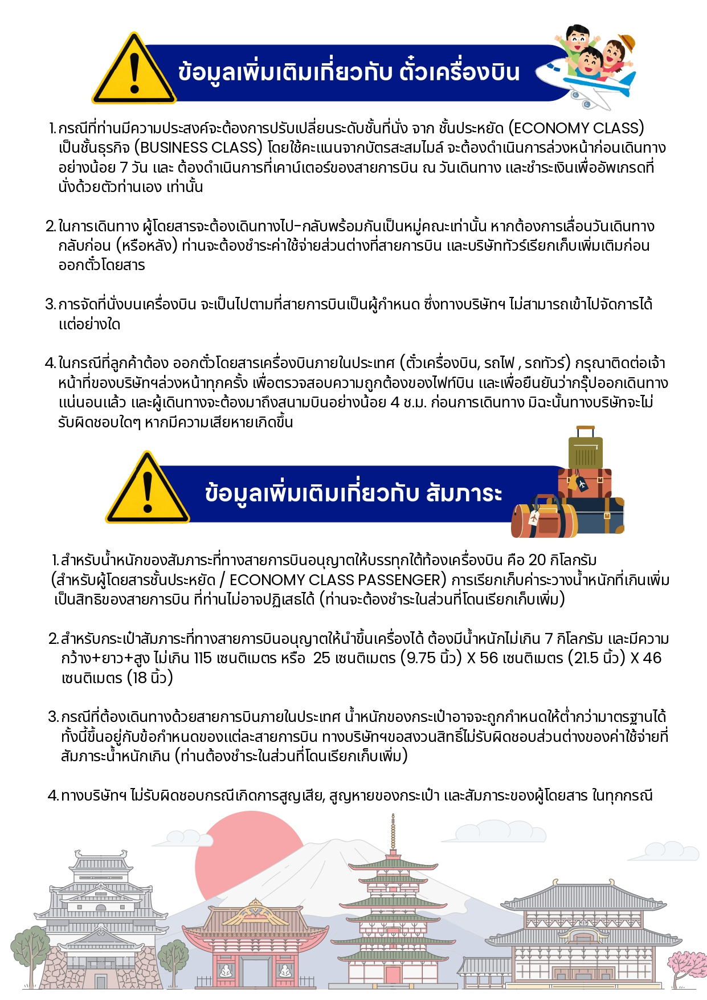 ข้อมูลเพิ่มเติมเกี่ยวกับ ตั๋วเครื่องบิน
1. กรณีที่ท่านมีความประสงค์จะต้องการปรับเปลี่ยนระดับชั้นที่นั่ง จาก ชั้นประหยัด (ECONOMY CLASS)
เป็นชั้นธุรกิจ (BUSINESS CLASS) โดยใช้คะแนนจากบัตรสะสมไมล์ จะต้องดำเนินการล่วงหน้าก่อนเดินทาง
อย่างน้อย 7 วัน และ ต้องดำเนินการที่เคาน์เตอร์ของสายการบิน ณ วันเดินทาง และชำระเงินเพื่ออัพเกรดที่
นั่งด้วยตัวท่านเอง เท่านั้น
2. ในการเดินทาง ผู้โดยสารจะต้องเดินทางไป-กลับพร้อมกันเป็นหมู่คณะเท่านั้น หากต้องการเลื่อนวันเดินทาง
กลับก่อน (หรือหลัง) ท่านจะต้องชำระค่าใช้จ่ายส่วนต่างที่สายการบิน และบริษัททัวร์เรียกเก็บเพิ่มเติมก่อน
ออกตั๋วโดยสาร
3. การจัดที่นั่งบนเครื่องบิน จะเป็นไปตามที่สายการบินเป็นผู้กำหนด ซึ่งทางบริษัทฯ ไม่สามารถเข้าไปจัดการได้
แต่อย่างใด
4. ในกรณีที่ลูกค้าต้อง ออกตั๋วโดยสารเครื่องบินภายในประเทศ (ตั๋วเครื่องบิน, รถไฟ , รถทัวร์) กรุณาติดต่อเจ้า
หน้าที่ของบริษัทฯล่วงหน้าทุกครั้ง เพื่อตรวจสอบความถูกต้องของไฟท์บิน และเพื่อยืนยันว่ากรุ๊ปออกเดินทาง
แน่นอนแล้ว และผู้เดินทางจะต้องมาถึงสนามบินอย่างน้อย 4 ช.ม. ก่อนการเดินทาง มิฉะนั้นทางบริษัทจะไม่
รับผิดชอบใดๆ หากมีความเสียหายเกิดขึ้น
ข้อมูลเพิ่มเติมเกี่ยวกับ สัมภาระ
1. สำหรับน้ำหนักของสัมภาระที่ทางสายการบินอนุญาตให้บรรทุกใต้ท้องเครื่องบิน คือ 20 กิโลกรัม
(สำหรับผู้โดยสารชั้นประหยัด / ECONOMY CLASS PASSENGER) การเรียกเก็บค่าระวางน้ำหนักที่เกินเพิ่ม
เป็นสิทธิของสายการบิน ที่ท่านไม่อาจปฏิเสธได้ (ท่านจะต้องชำระในส่วนที่โดนเรียกเก็บเพิ่ม)
2. สำหรับกระเป๋าสัมภาระที่ทางสายการบินอนุญาตให้นำขึ้นเครื่องได้ ต้องมีน้ำหนักไม่เกิน 7 กิโลกรัม และมีความ
กว้าง+ยาว+สูง ไม่เกิน 115 เซนติเมตร หรือ 25 เซนติเมตร (9.75 นิ้ว) X 56 เซนติเมตร (21.5 นิ้ว) X 46
เซนติเมตร (18 นิ้ว)
3. กรณีที่ต้องเดินทางด้วยสายการบินภายในประเทศ น้ำหนักของกระเป๋าอาจจะถูกกำหนดให้ต่ำกว่ามาตรฐานได้
ทั้งนี้ขึ้นอยู่กับข้อกำหนดของแต่ละสายการบิน ทางบริษัทฯขอสงวนสิทธิ์ไม่รับผิดชอบส่วนต่างของค่าใช้จ่ายที่
สัมภาระน้ำหนักเกิน (ท่านต้องชำระในส่วนที่โดนเรียกเก็บเพิ่ม)
4. ทางบริษัทฯ ไม่รับผิดชอบกรณีเกิดการสูญเสีย, สูญหายของกระเป๋า และสัมภาระของผู้โดยสาร ในทุกกรณี